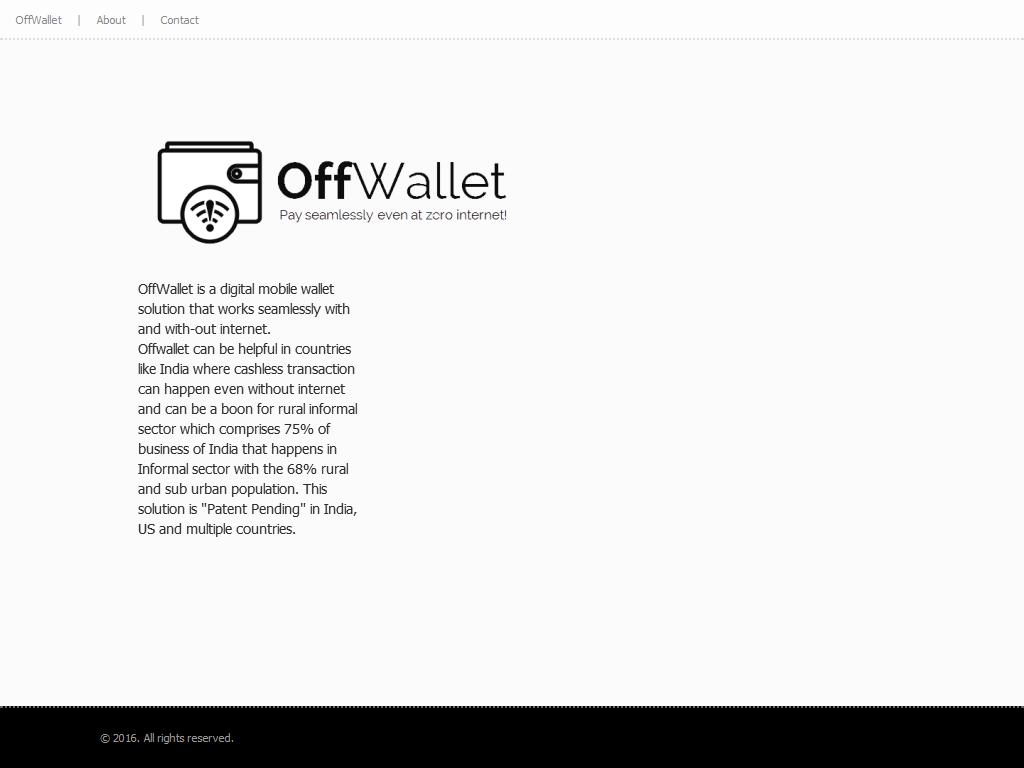 OffWallet | About | Contact
OffWallet
Pay seamlessly even at zero internet!
OffWallet is a digital mobile wallet
solution that works seamlessly with
and with-out internet.
Offwallet can be helpful in countries
like India where cashless transaction
can happen even without internet
and can be a boon for rural informal
sector which comprises 75% of
business of India that happens in
Informal sector with the 68% rural
and sub urban population. This
solution is "Patent Pending" in India,
US and multiple countries.
© 2016. All rights reserved.